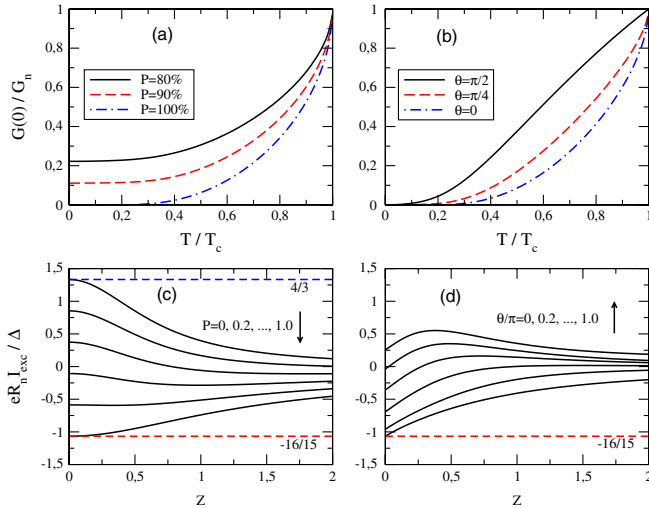 (a)
P=80%
P=90%
P=100%
G(0) / G_n
1
0,8
0,6
0,4
0,2
0
0
0,2
0,4
0,6
0,8
1
T / T_c
(b)
θ=π/2
θ=π/4
θ=0
1
0,8
0,6
0,4
0,2
0
0
0,2
0,4
0,6
0,8
1
T / T_c
(c)
4/3
P=0, 0.2, ..., 1.0
-16/15
eR_nI_exc / Δ
1,5
1
0,5
0
-0,5
-1
-1,5
0
0,5
1
1,5
2
Z
(d)
θ/π=0, 0.2, ..., 1.0
-16/15
1,5
1
0,5
0
-0,5
-1
-1,5
0
0,5
1
1,5
2
Z